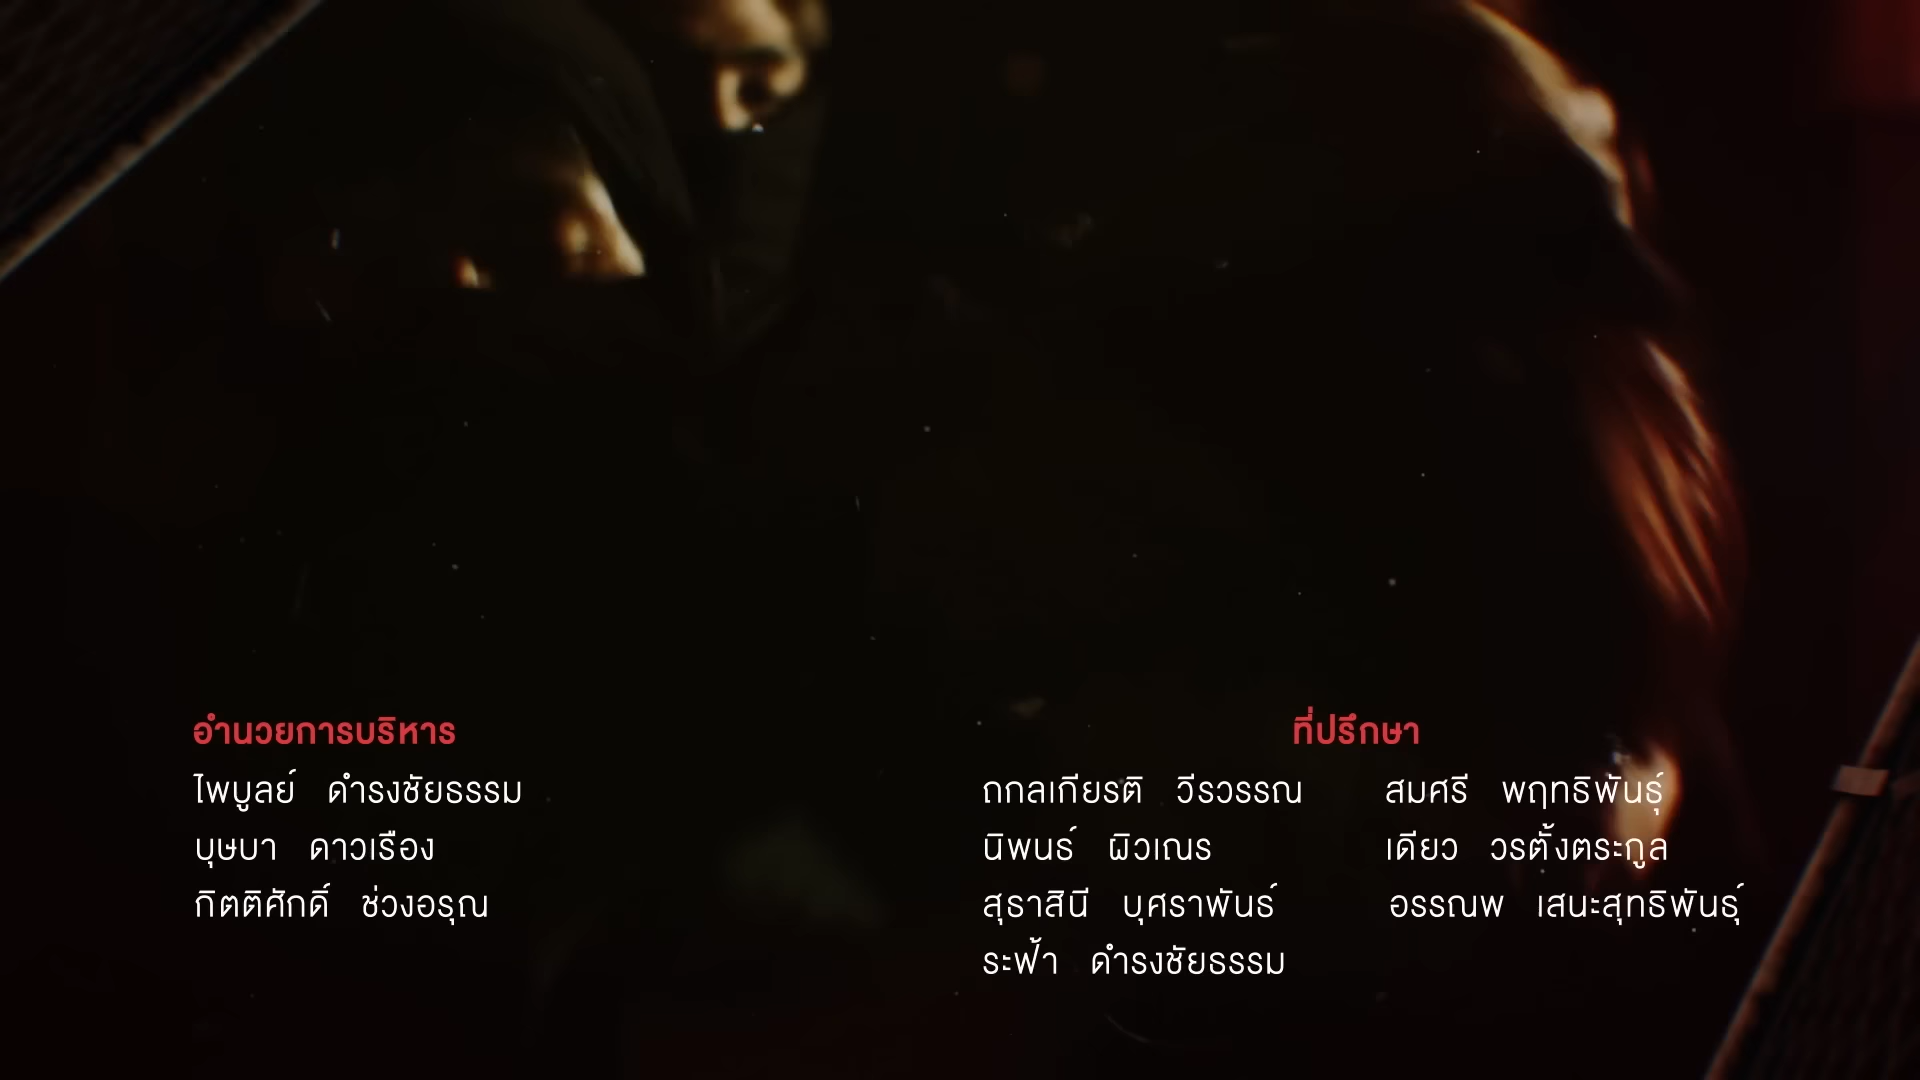 อำนวยการบริหาร
ไพบูลย์ ดำรงชัยธรรม
บุษบา ดาวเรือง
กิตติศักดิ์ ช่วงอรุณ
ที่ปรึกษา
ถกลเกียรติ วีรวรรณ สมศรี พฤทธิพันธุ์
นิพนธ์ ผิวเณร เดียว วรตั้งตระกูล
สุธาสินี บุศราพันธ์ อรรณพ เสนะสุทธิพันธุ์
ระฟ้า ดำรงชัยธรรม